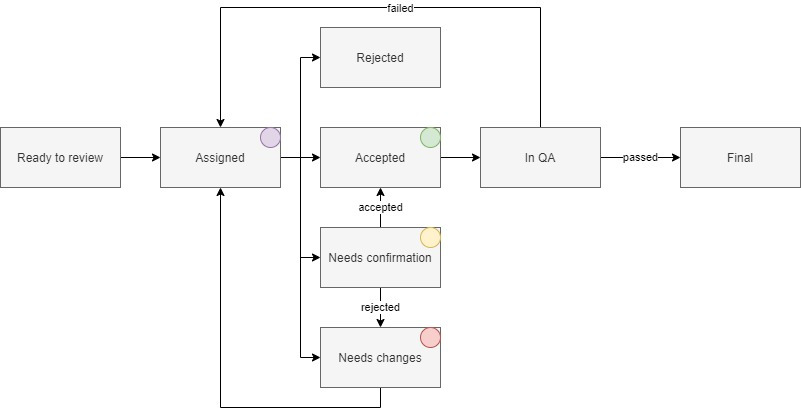 failed
Rejected
Ready to review
Assigned
Accepted
In QA
passed
Final
accepted
Needs confirmation
rejected
Needs changes